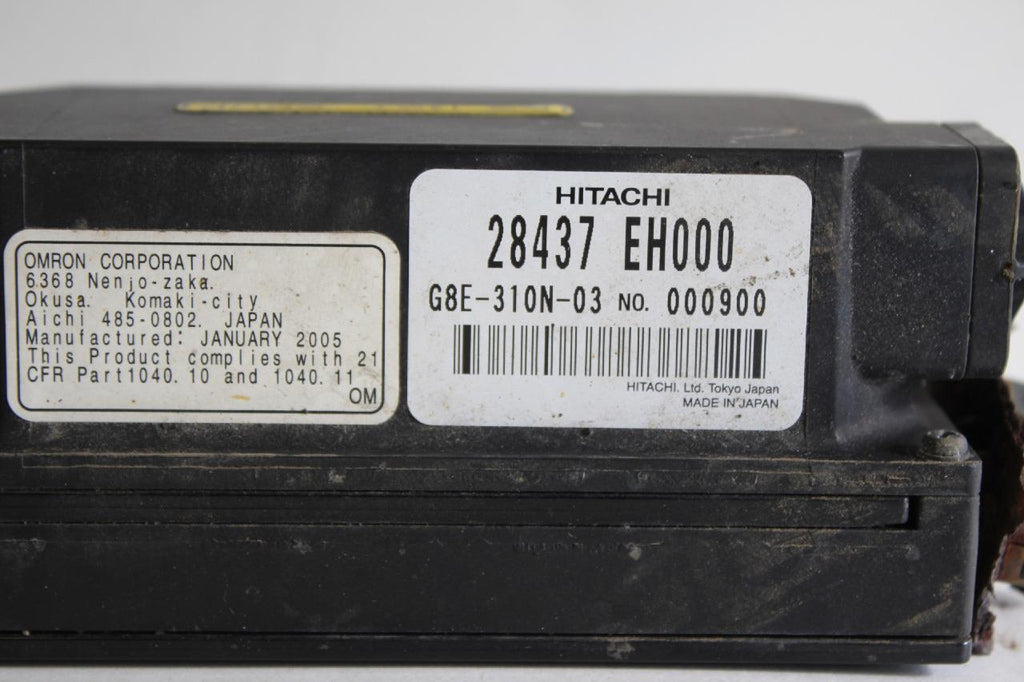 OMRON CORPORATION
6368 Nenjo-zaka.
Okusa. Komaki-city
Aichi 485-0802. JAPAN
Manufactured: JANUARY 2005
This Product complies with 21
CFR Part1040.10 and 1040.11
OM
HITACHI
28437 EH000
G8E-310N-03 NO. 000900
HITACHI, Ltd. Tokyo Japan
MADE IN JAPAN